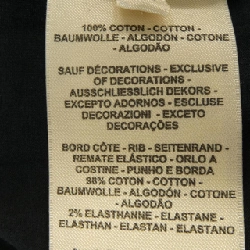 100% COTON - COTTON -
BAUMWOLLE - ALGODÓN - COTONE
- ALGODÃO
SAUF DÉCORATIONS - EXCLUSIVE
OF DECORATIONS -
AUSSCHLIESSLICH DEKORS -
EXCEPTO ADORNOS - ESCLUSE
DECORAZIONI - EXCETO
DECORAÇÕES
BORD CÔTE - RIB - SEITENRAND -
REMATE ELÁSTICO - ORLO A
COSTINE - PUNHO E BORDA
98% COTON - COTTON -
BAUMWOLLE - ALGODÓN - COTONE
- ALGODÃO
2% ELASTHANNE - ELASTANE -
ELASTHAN - ELASTAN - ELASTANO